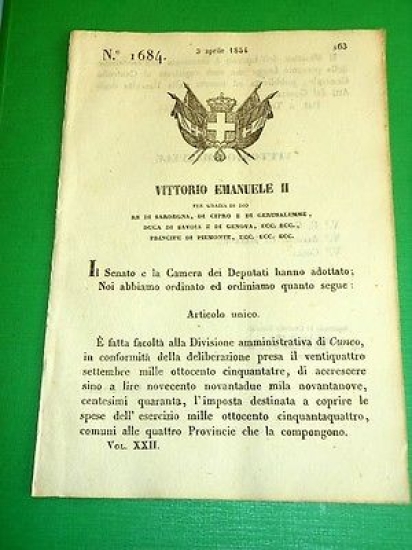 N.º 1684. 3 aprile 1854 163
VITTORIO EMANUELE II
PER GRAZIA DI DIO
RE DI SARDEGNA, DI CIPRO E DI GERUSALEMME,
DUCA DI SAVOIA E DI GENOVA, ECC. ECC.,
PRINCIPE DI PIEMONTE, ECC. ECC. ECC.
Il Senato e la Camera dei Deputati hanno adottato;
Noi abbiamo ordinato ed ordiniamo quanto segue:
Articolo unico.
È fatta facoltà alla Divisione amministrativa di Cuneo,
in conformità della deliberazione presa il ventiquattro
settembre mille ottocento cinquantatre, di accrescere
sino a lire novecento novantadue mila novantanove,
centesimi quaranta, l'imposta destinata a coprire le
spese dell'esercizio mille ottocento cinquantaquattro,
comuni alle quattro Provincie che la compongono.
Vol. XXII.